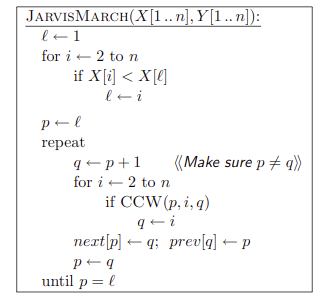 JARVISMARCH(X[1 .. n], Y[1 .. n]):
ℓ ← 1
for i ← 2 to n
if X[i] < X[ℓ]
ℓ ← i
p ← ℓ
repeat
q ← p + 1 ⟨⟨Make sure p ≠ q⟩⟩
for i ← 2 to n
if CCW(p, i, q)
q ← i
next[p] ← q; prev[q] ← p
p ← q
until p = ℓ